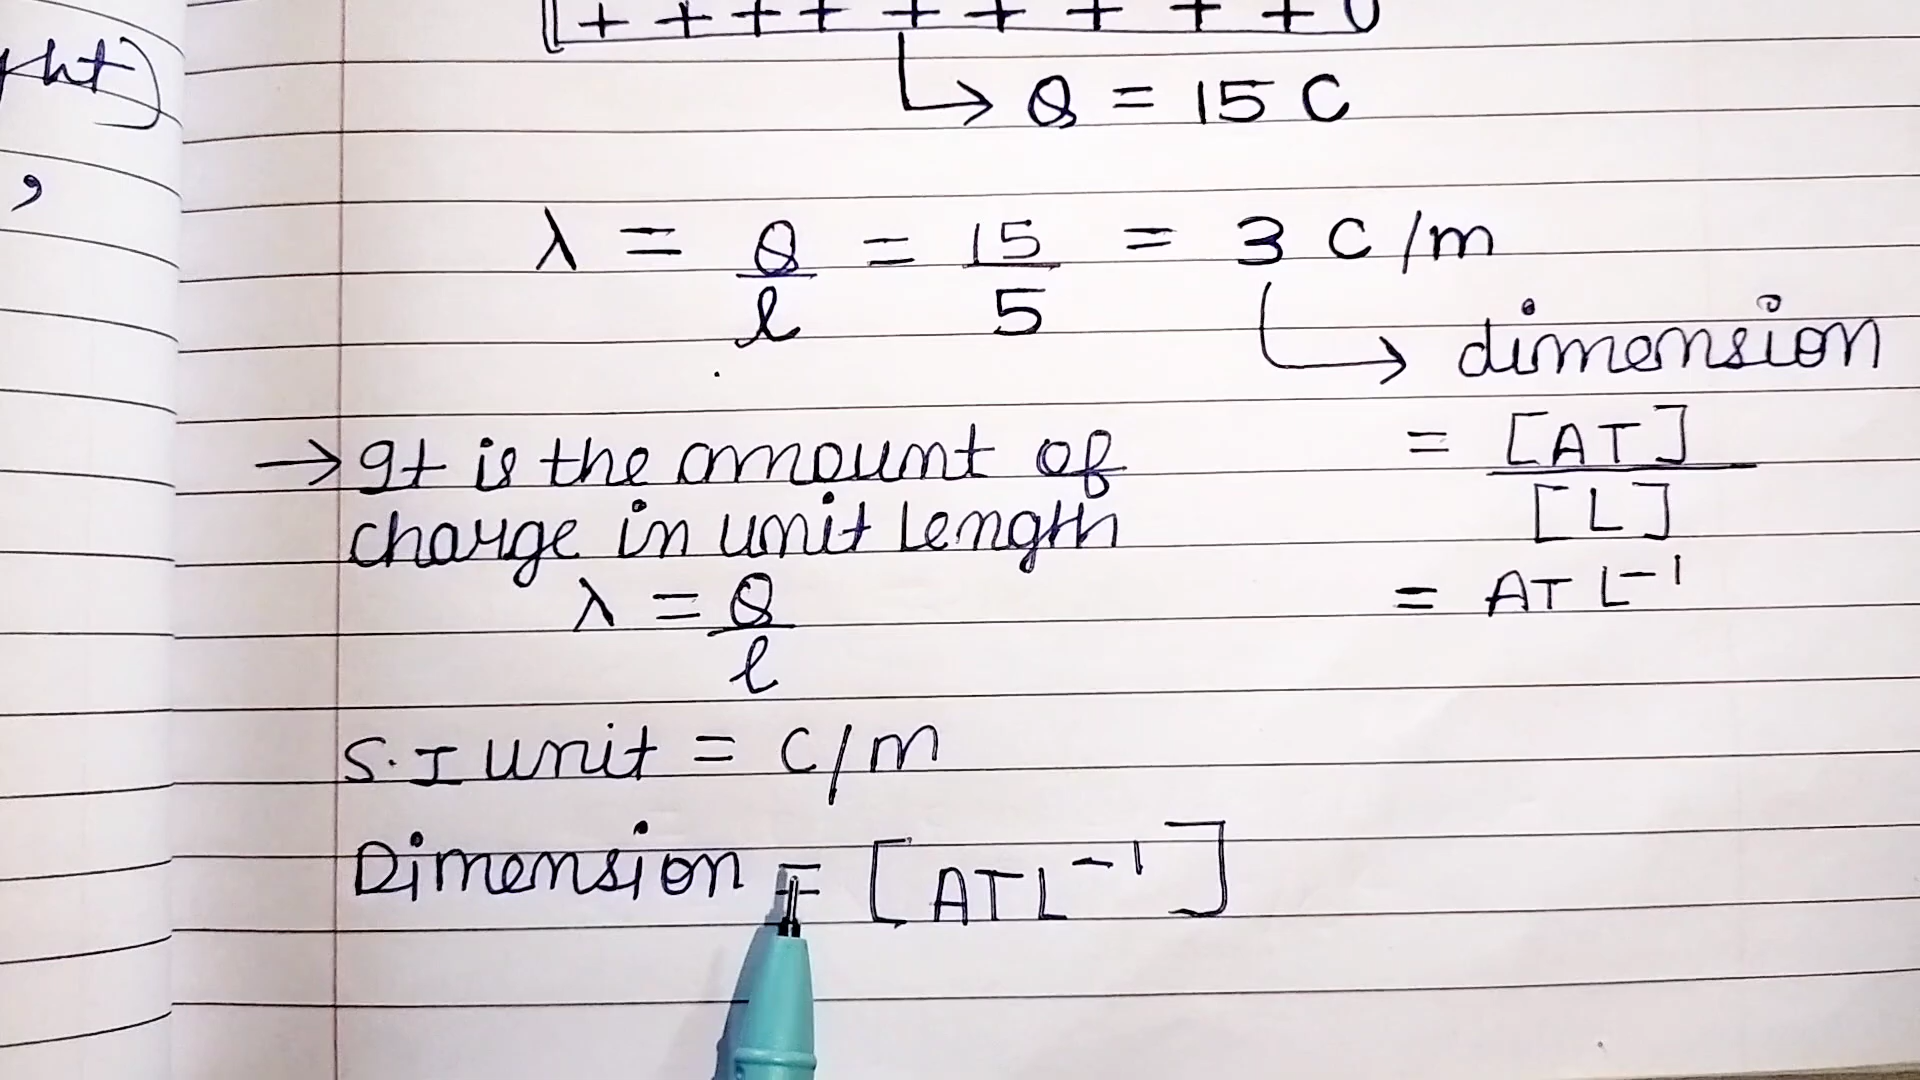 + + + + + + + + +
Q = 15 C
λ = Q/l = 15/5 = 3 C/m
→ dimension
= [AT]/[L]
= AT L⁻¹
→ It is the amount of
charge in unit length
λ = Q/l
S.I unit = C/m
Dimension = [ATL⁻¹]